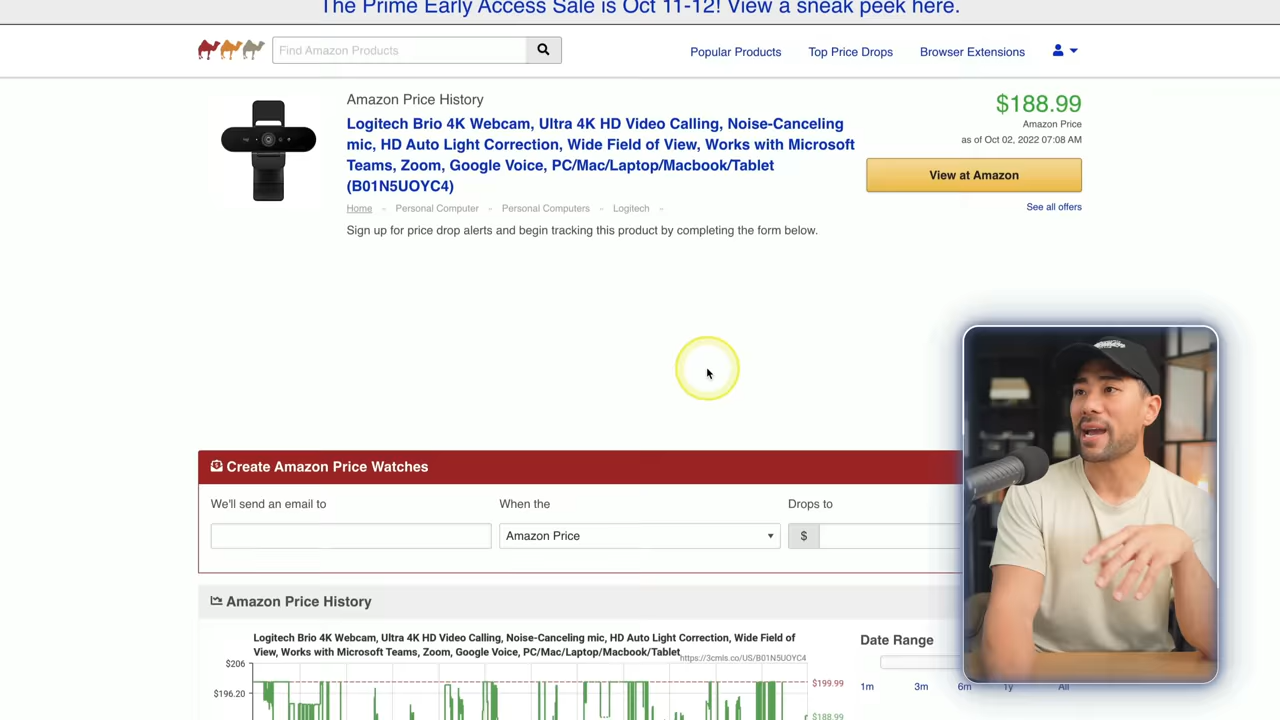 The Prime Early Access Sale is Oct 11-12! View a sneak peek here.
Find Amazon Products
Popular Products
Top Price Drops
Browser Extensions
Amazon Price History
Logitech Brio 4K Webcam, Ultra 4K HD Video Calling, Noise-Canceling
mic, HD Auto Light Correction, Wide Field of View, Works with Microsoft
Teams, Zoom, Google Voice, PC/Mac/Laptop/Macbook/Tablet
(B01N5UOYC4)
$188.99
Amazon Price
as of Oct 02, 2022 07:08 AM
View at Amazon
See all offers
Home - Personal Computer - Personal Computers - Logitech -
Sign up for price drop alerts and begin tracking this product by completing the form below.
Create Amazon Price Watches
We'll send an email to
When the
Drops to
Amazon Price
$
Amazon Price History
Logitech Brio 4K Webcam, Ultra 4K HD Video Calling, Noise-Canceling mic, HD Auto Light Correction, Wide Field of
View, Works with Microsoft Teams, Zoom, Google Voice, PC/Mac/Laptop/Macbook/Tablet
https://3cmls.co/US/B01N5UOYC4
Date Range
$206
$199.99
$196.20
1m
3m
6m
1y
All
$188.99